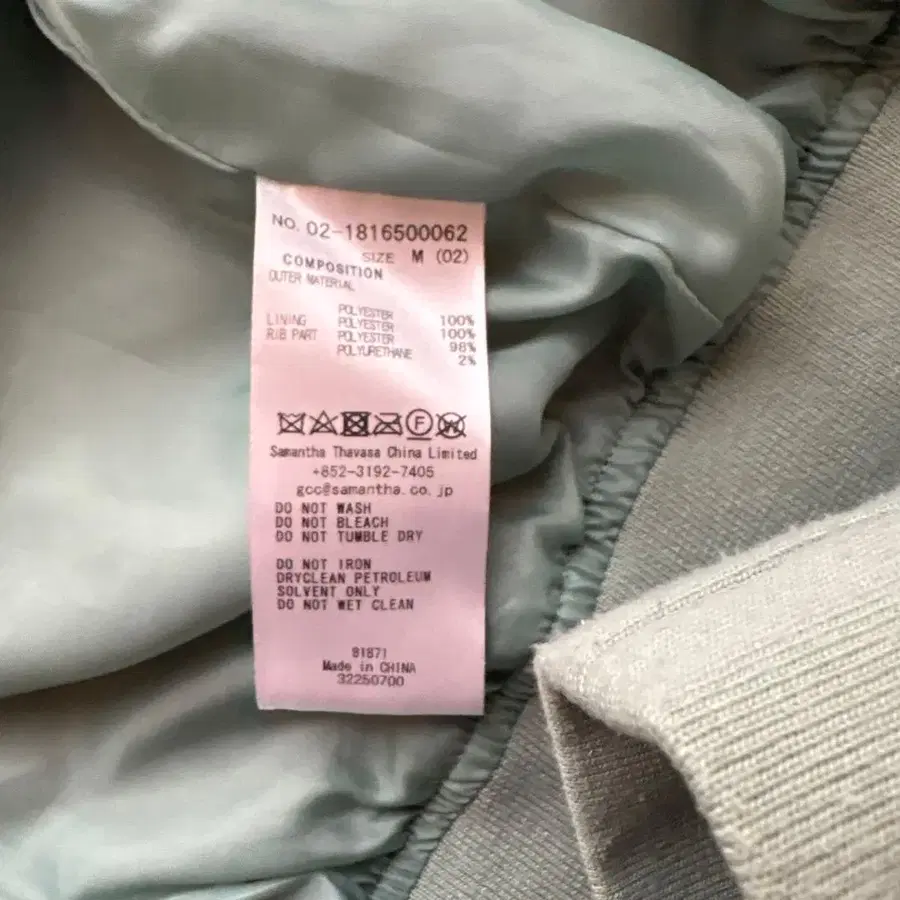 NO. 02-1816500062
SIZE M (02)
COMPOSITION
OUTER MATERIAL
POLYESTER 100%
LINING POLYESTER 100%
RIB PART POLYESTER 98%
POLYURETHANE 2%
F W
Samantha Thavasa China Limited
+852-3192-7405
gcc@samantha.co.jp
DO NOT WASH
DO NOT BLEACH
DO NOT TUMBLE DRY
DO NOT IRON
DRYCLEAN PETROLEUM
SOLVENT ONLY
DO NOT WET CLEAN
81871
Made in CHINA
32250700